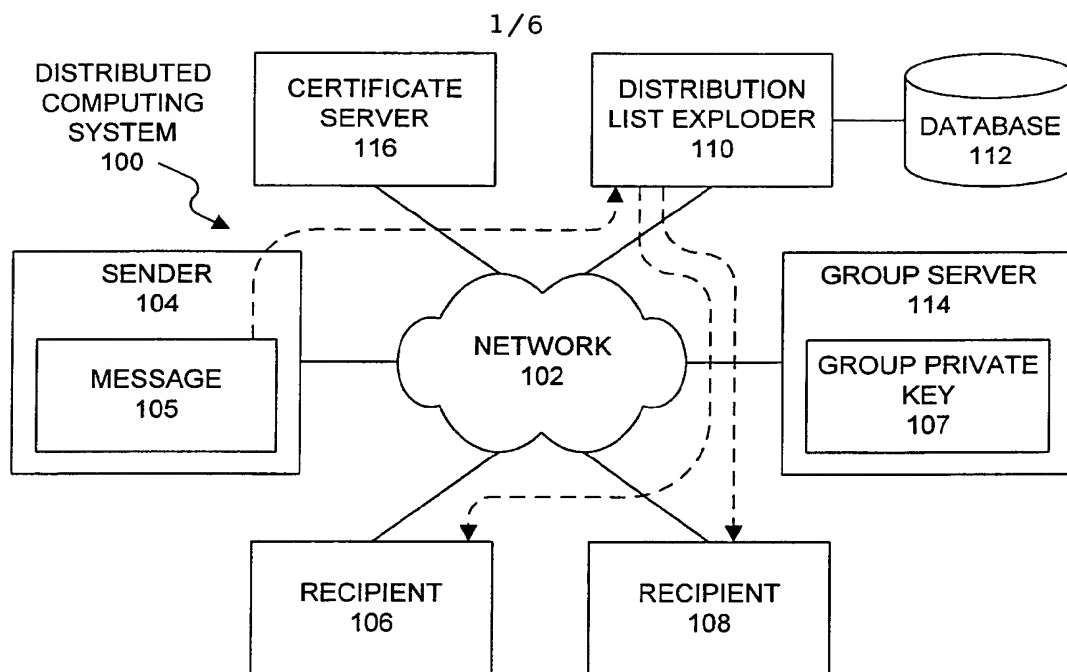 1/6
DISTRIBUTED
COMPUTING
SYSTEM
100
CERTIFICATE
SERVER
116
DISTRIBUTION
LIST EXPLODER
110
DATABASE
112
SENDER
104
MESSAGE
105
NETWORK
102
GROUP SERVER
114
GROUP PRIVATE
KEY
107
RECIPIENT
106
RECIPIENT
108